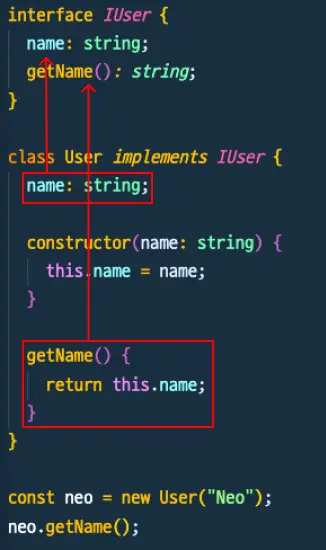 interface IUser {
name: string;
getName(): string;
}
class User implements IUser {
name: string;
constructor(name: string) {
this.name = name;
}
getName() {
return this.name;
}
}
const neo = new User("Neo");
neo.getName();